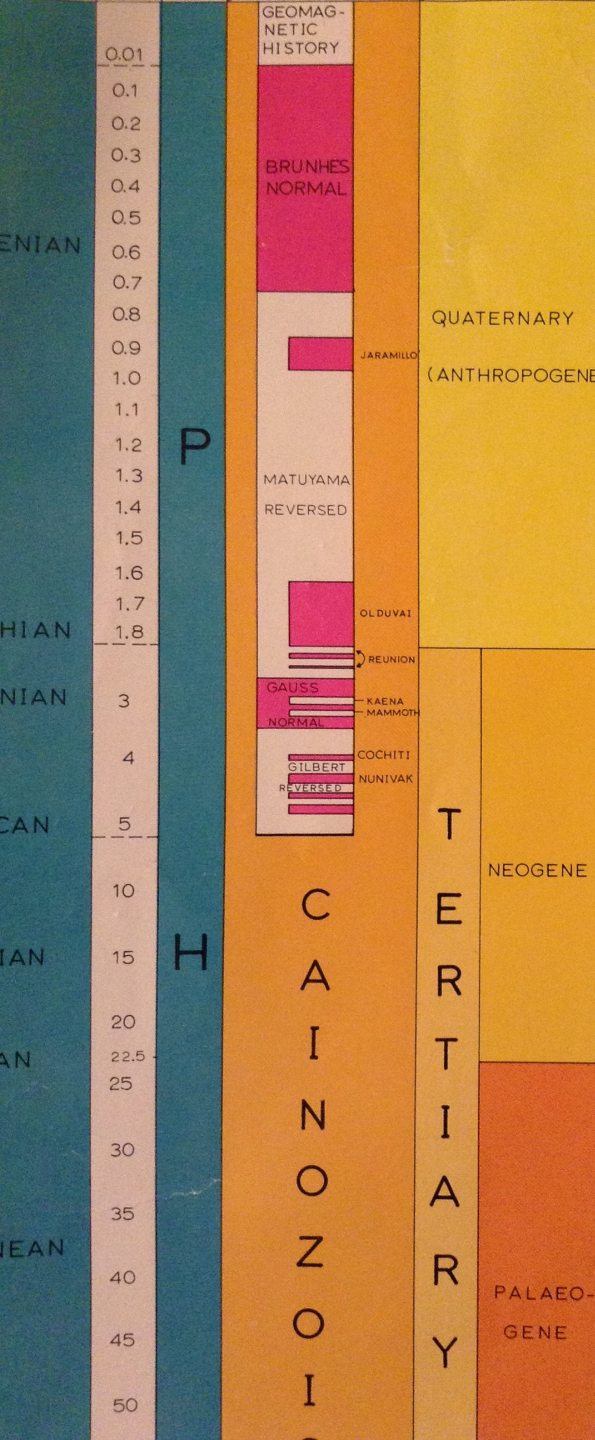 GEOMAG-
NETIC
HISTORY
0.01
0.1
0.2
0.3
0.4
0.5
0.6
0.7
0.8
0.9
1.0
1.1
1.2
1.3
1.4
1.5
1.6
1.7
1.8
3
4
5
10
15
20
22.5
25
30
35
40
45
50
ENIAN
HIAN
NIAN
CAN
IAN
AN
NEAN
P
H
BRUNHES
NORMAL
JARAMILLO
MATUYAMA
REVERSED
OLDUVAI
REUNION
GAUSS
NORMAL
KAENA
MAMMOTH
COCHITI
GILBERT
REVERSED
NUNIVAK
CAINOZOI
QUATERNARY
(ANTHROPOGENE
TERTIARY
NEOGENE
PALAEO-
GENE